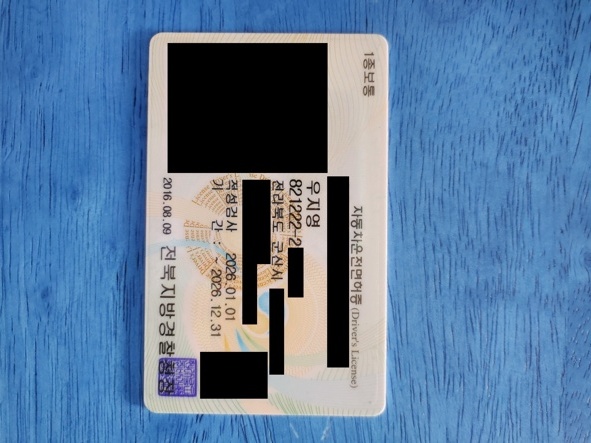 1종보통
자동차운전면허증 (Driver's License)
우지영
821222-2
전라북도 군산시
적성검사 2026.01.01
기 간 : ~ 2026.12.31
2016.08.09 전북지방경찰청장